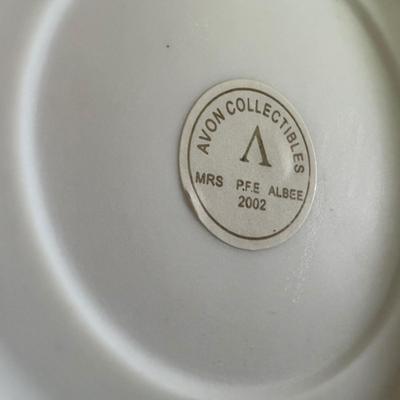 AVON COLLECTIBLES
Λ
MRS P.F.E ALBEE
2002